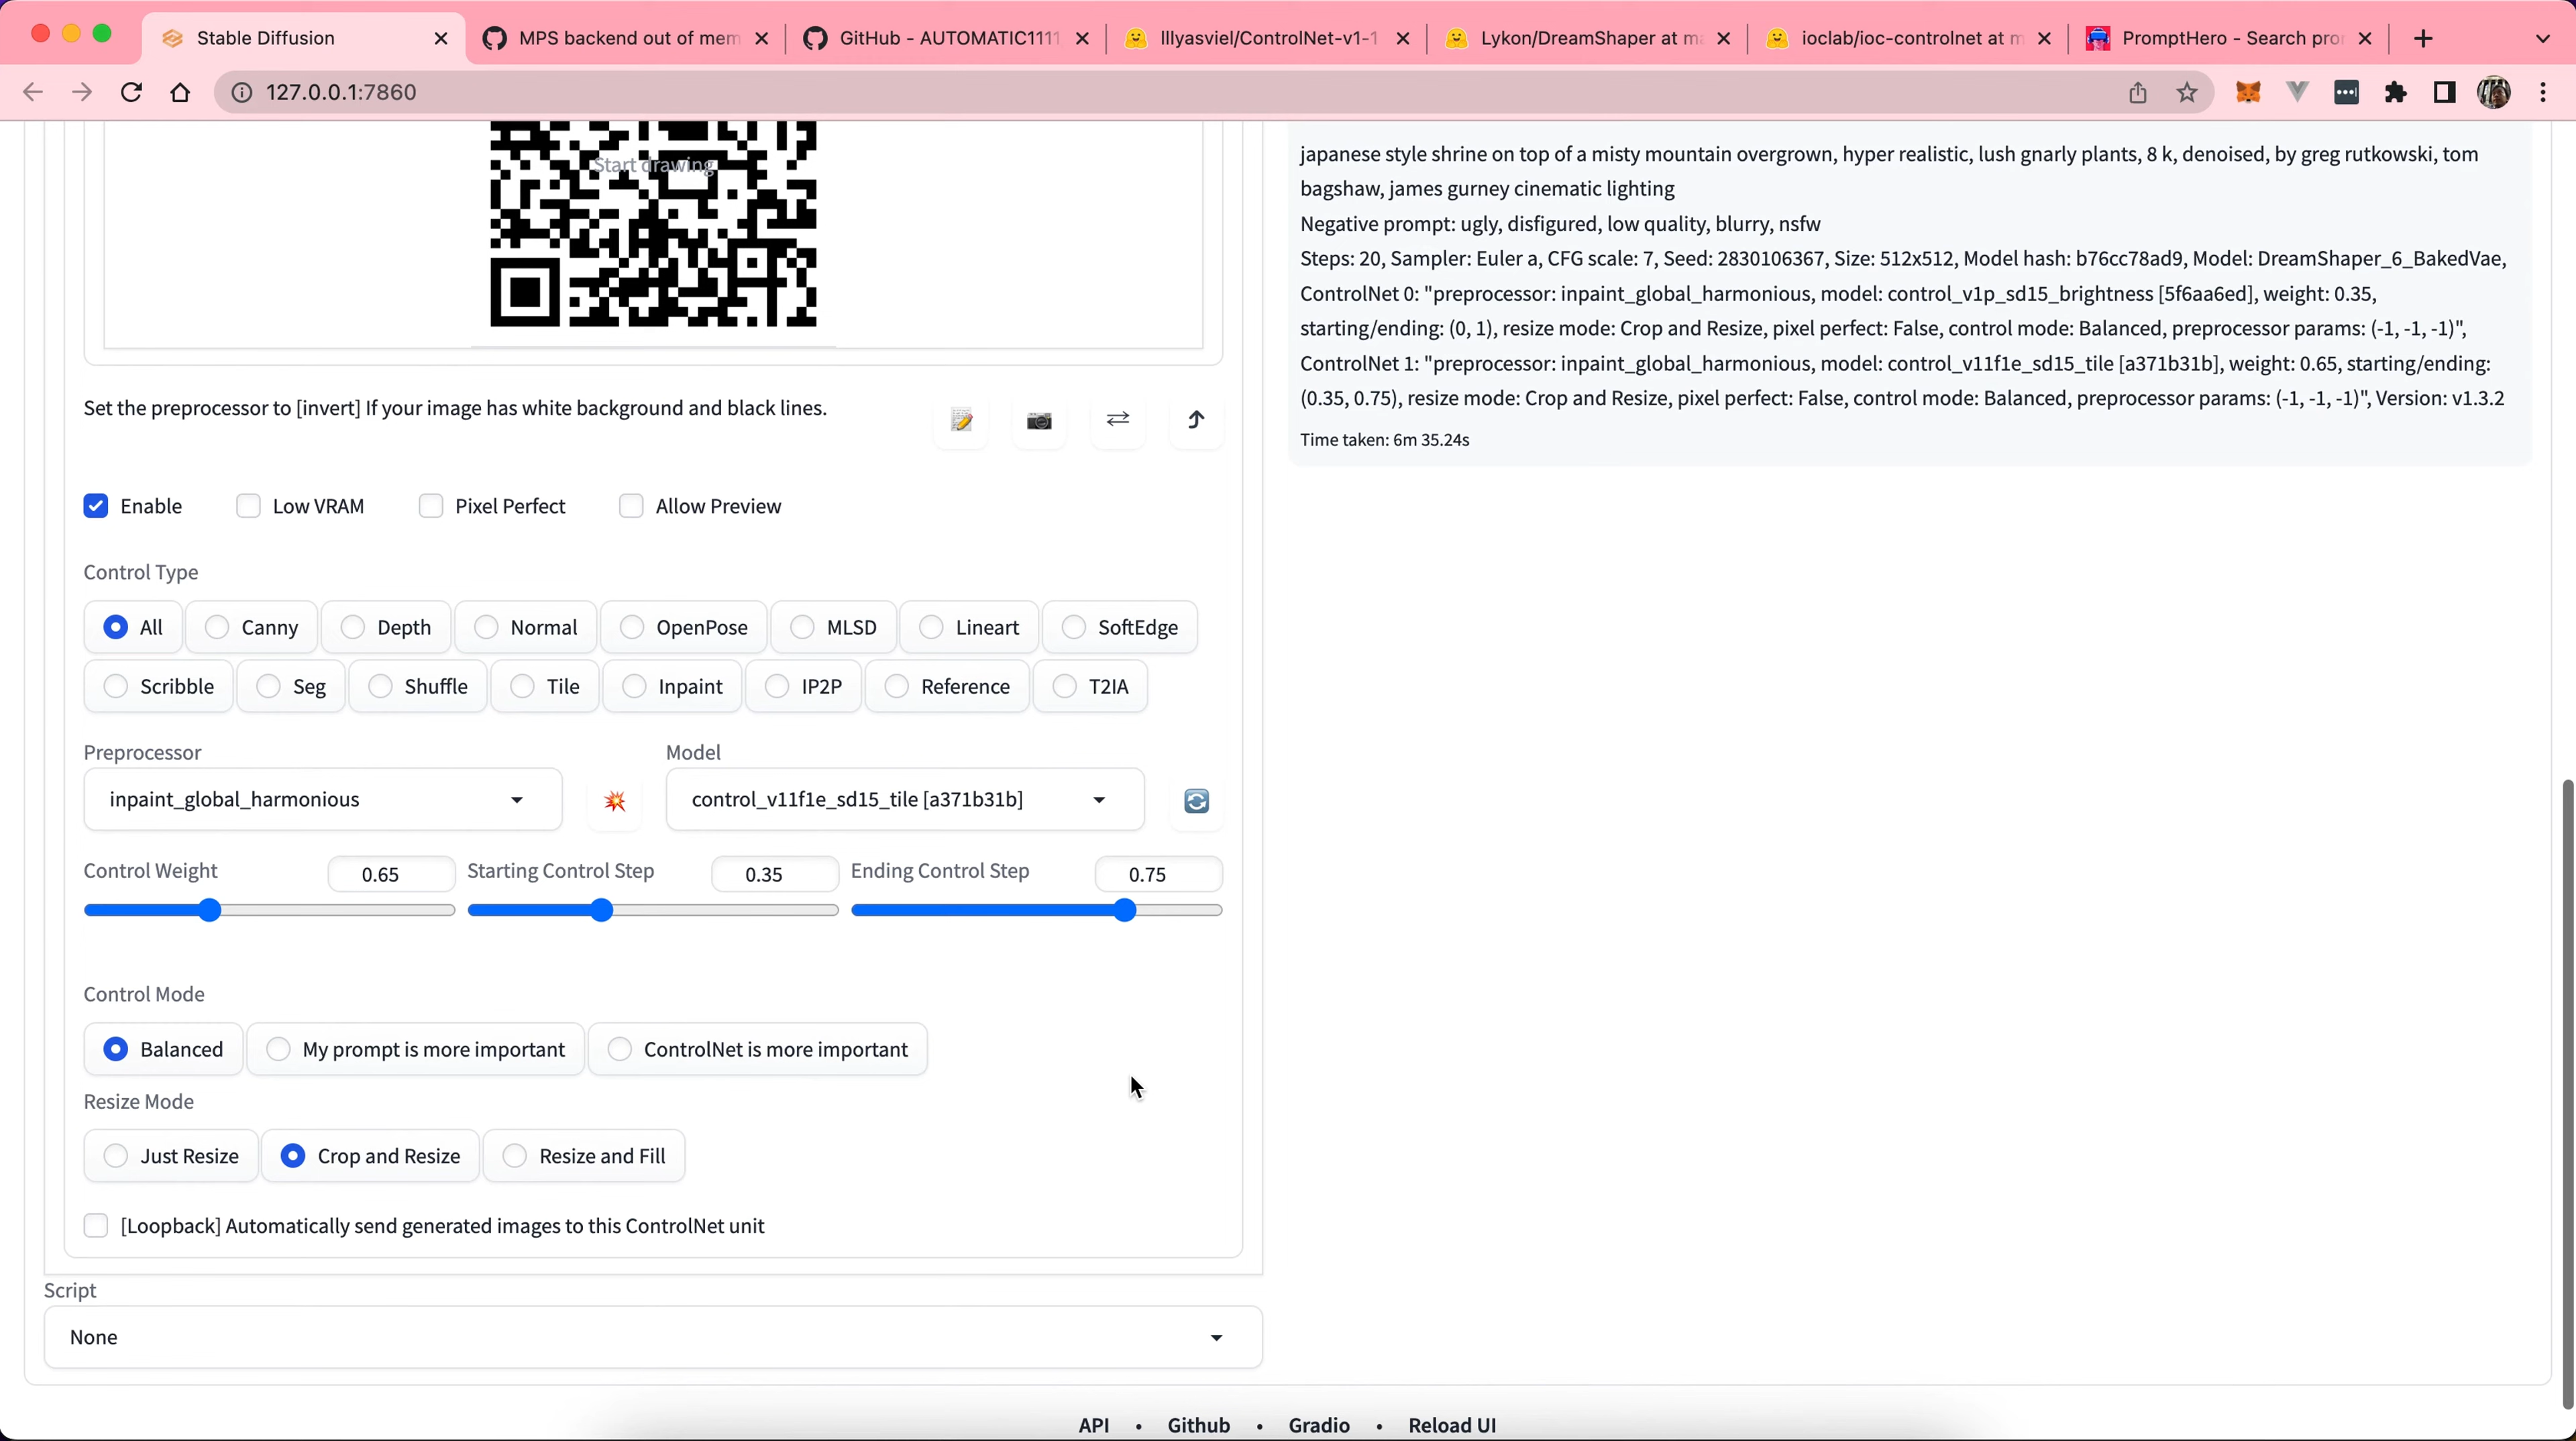 Stable Diffusion
MPS backend out of mem
GitHub - AUTOMATIC1111
lllyasviel/ControlNet-v1-1
Lykon/DreamShaper at ma
ioclab/ioc-controlnet at m
PromptHero - Search pro
127.0.0.1:7860
Start drawing
Set the preprocessor to [invert] If your image has white background and black lines.
Enable
Low VRAM
Pixel Perfect
Allow Preview
Control Type
All
Canny
Depth
Normal
OpenPose
MLSD
Lineart
SoftEdge
Scribble
Seg
Shuffle
Tile
Inpaint
IP2P
Reference
T2IA
Preprocessor
Model
inpaint_global_harmonious
control_v11f1e_sd15_tile [a371b31b]
Control Weight
0.65
Starting Control Step
0.35
Ending Control Step
0.75
Control Mode
Balanced
My prompt is more important
ControlNet is more important
Resize Mode
Just Resize
Crop and Resize
Resize and Fill
[Loopback] Automatically send generated images to this ControlNet unit
Script
None
japanese style shrine on top of a misty mountain overgrown, hyper realistic, lush gnarly plants, 8 k, denoised, by greg rutkowski, tom
bagshaw, james gurney cinematic lighting
Negative prompt: ugly, disfigured, low quality, blurry, nsfw
Steps: 20, Sampler: Euler a, CFG scale: 7, Seed: 2830106367, Size: 512x512, Model hash: b76cc78ad9, Model: DreamShaper_6_BakedVae,
ControlNet 0: "preprocessor: inpaint_global_harmonious, model: control_v1p_sd15_brightness [5f6aa6ed], weight: 0.35,
starting/ending: (0, 1), resize mode: Crop and Resize, pixel perfect: False, control mode: Balanced, preprocessor params: (-1, -1, -1)",
ControlNet 1: "preprocessor: inpaint_global_harmonious, model: control_v11f1e_sd15_tile [a371b31b], weight: 0.65, starting/ending:
(0.35, 0.75), resize mode: Crop and Resize, pixel perfect: False, control mode: Balanced, preprocessor params: (-1, -1, -1)", Version: v1.3.2
Time taken: 6m 35.24s
API • Github • Gradio • Reload UI